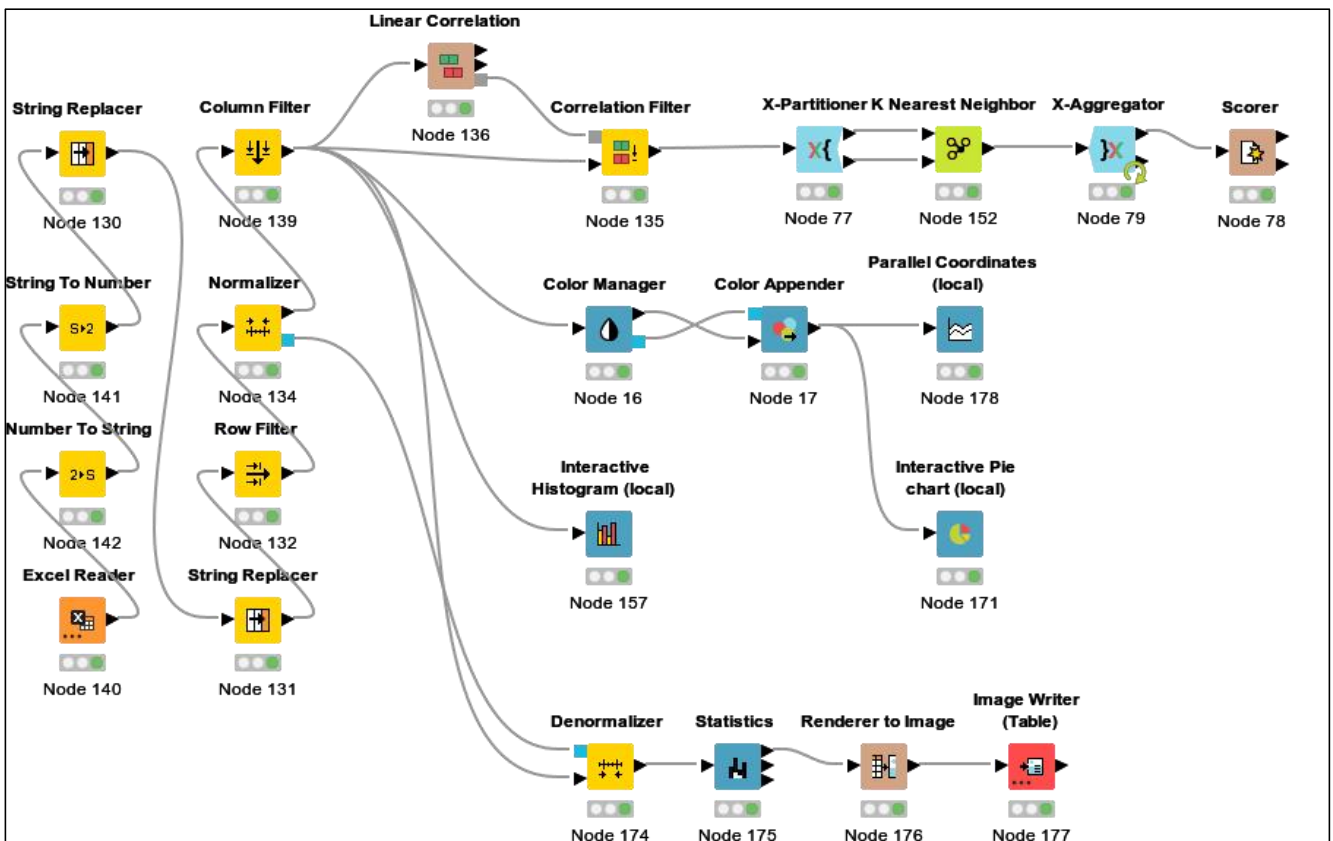 Linear Correlation
Node 136
String Replacer
Node 130
Column Filter
Node 139
Correlation Filter
Node 135
X-Partitioner
X{
Node 77
K Nearest Neighbor
Node 152
X-Aggregator
}X
Node 79
Scorer
Node 78
String To Number
S▸2
Node 141
Normalizer
Node 134
Color Manager
Node 16
Color Appender
Node 17
Parallel Coordinates
(local)
Node 178
Number To String
2▸S
Node 142
Row Filter
Node 132
Interactive
Histogram (local)
Node 157
Interactive Pie
chart (local)
Node 171
Excel Reader
X
Node 140
String Replacer
Node 131
Denormalizer
Node 174
Statistics
Node 175
Renderer to Image
Node 176
Image Writer
(Table)
Node 177